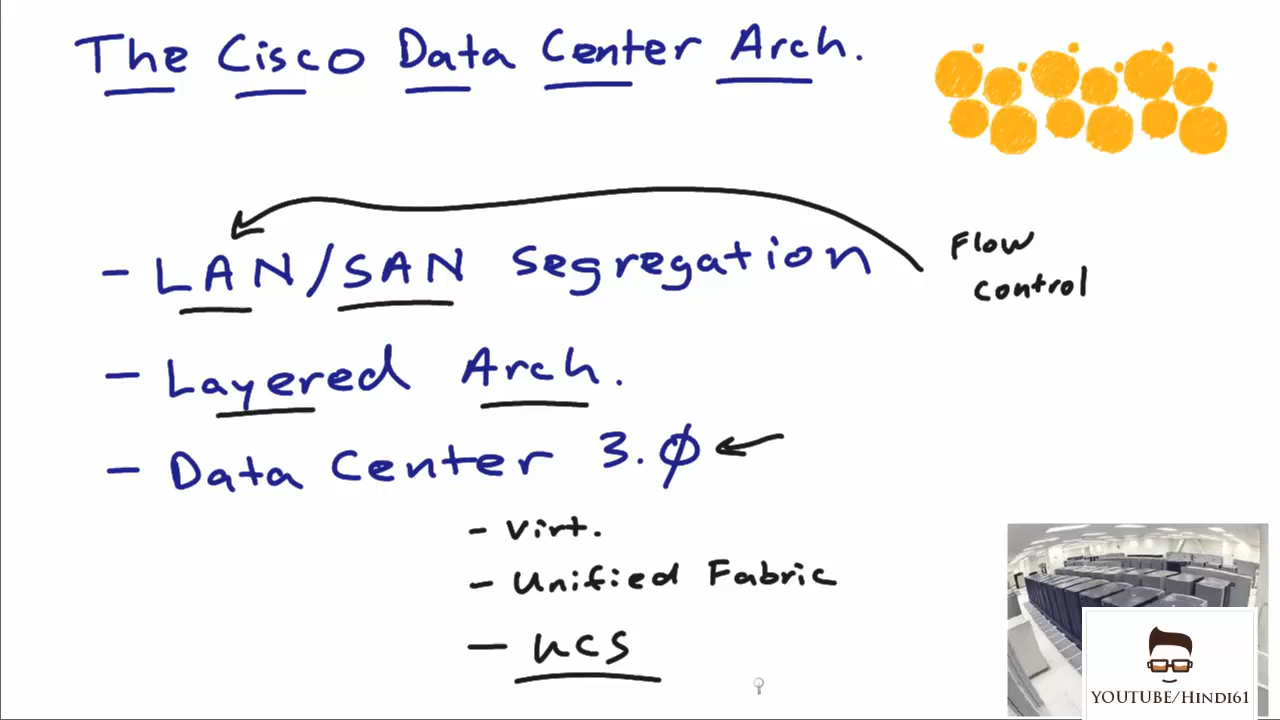 The Cisco Data Center Arch.
- LAN/SAN Segregation
Flow
control
- Layered Arch.
- Data Center 3.0
- Virt.
- Unified Fabric
- UCS
YOUTUBE/HINDI61